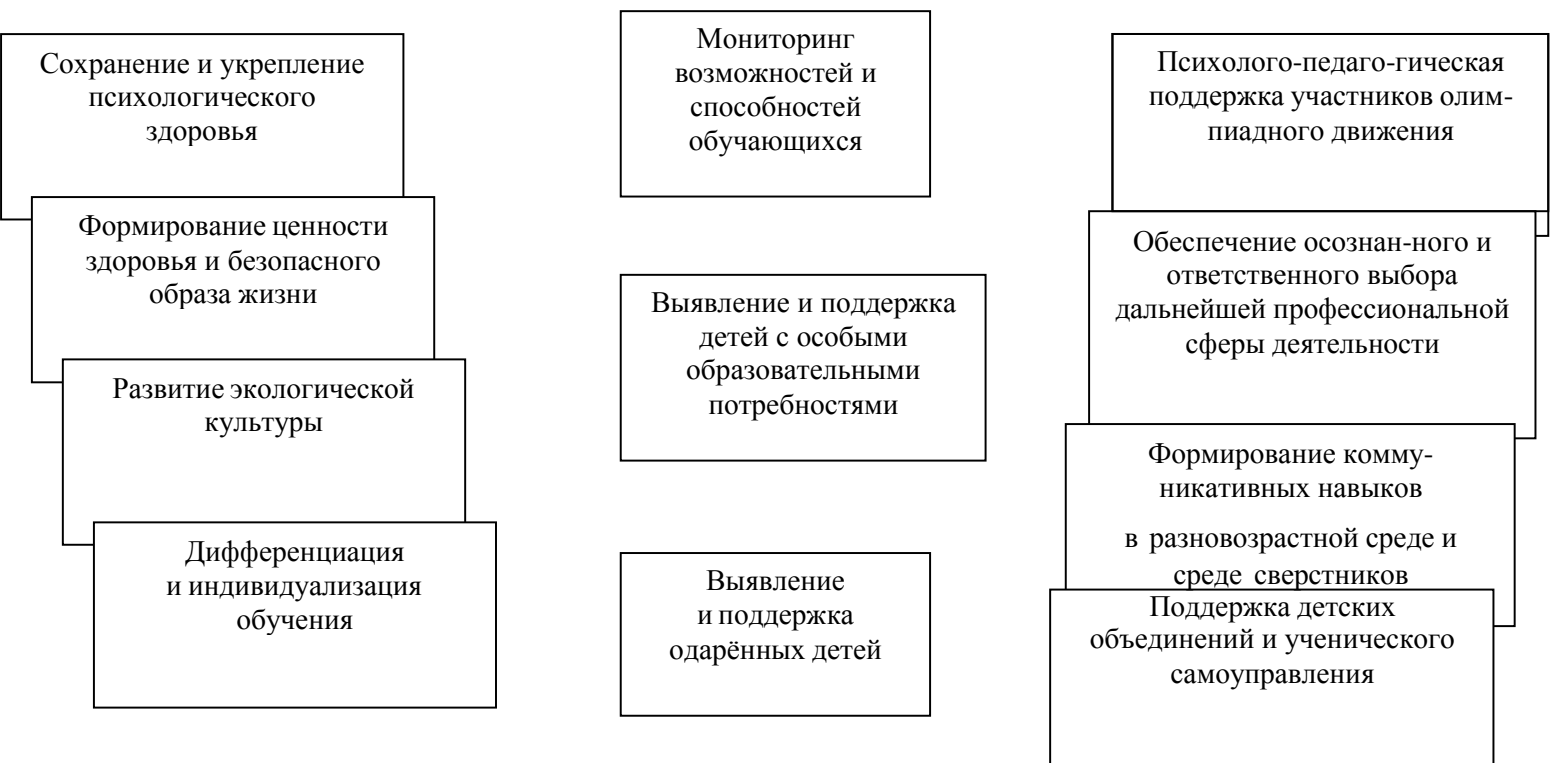 Сохранение и укрепление
психологического
здоровья
Формирование ценности
здоровья и безопасного
образа жизни
Развитие экологической
культуры
Дифференциация
и индивидуализация
обучения
Мониторинг
возможностей и
способностей
обучающихся
Выявление и поддержка
детей с особыми
образовательными
потребностями
Выявление
и поддержка
одарённых детей
Психолого-педаго-гическая
поддержка участников олим-
пиадного движения
Обеспечение осознан-ного и
ответственного выбора
дальнейшей профессиональной
сферы деятельности
Формирование комму-
никативных навыков
в разновозрастной среде и
среде сверстников
Поддержка детских
объединений и ученического
самоуправления